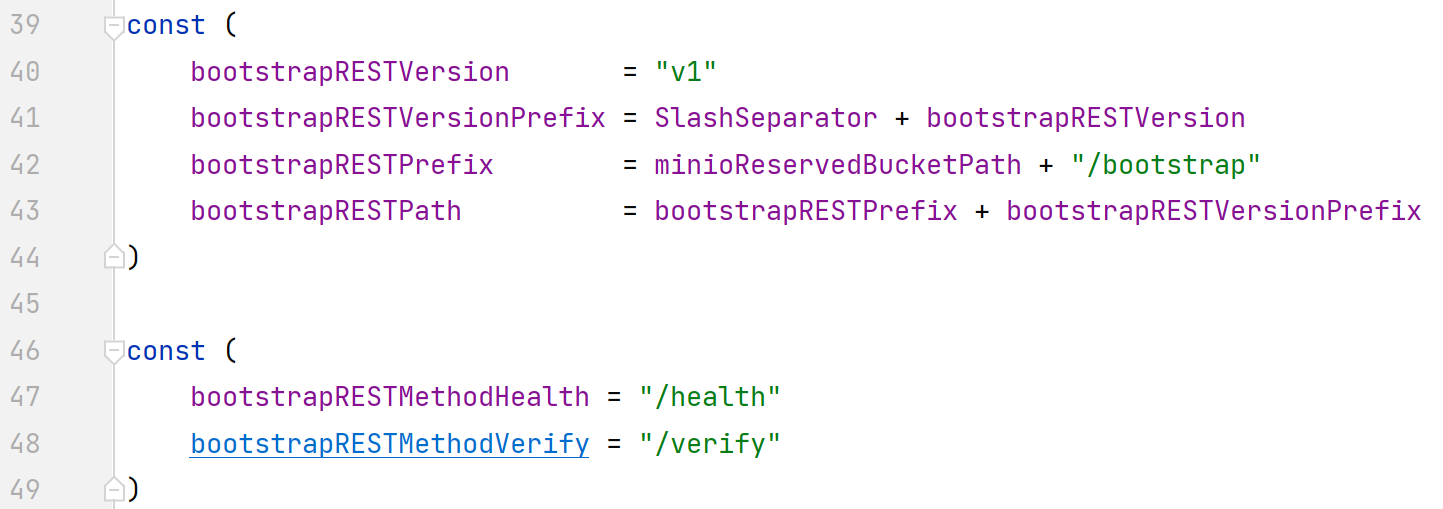 39 const (
40     bootstrapRESTVersion       = "v1"
41     bootstrapRESTVersionPrefix = SlashSeparator + bootstrapRESTVersion
42     bootstrapRESTPrefix        = minioReservedBucketPath + "/bootstrap"
43     bootstrapRESTPath          = bootstrapRESTPrefix + bootstrapRESTVersionPrefix
44 )
45
46 const (
47     bootstrapRESTMethodHealth = "/health"
48     bootstrapRESTMethodVerify = "/verify"
49 )